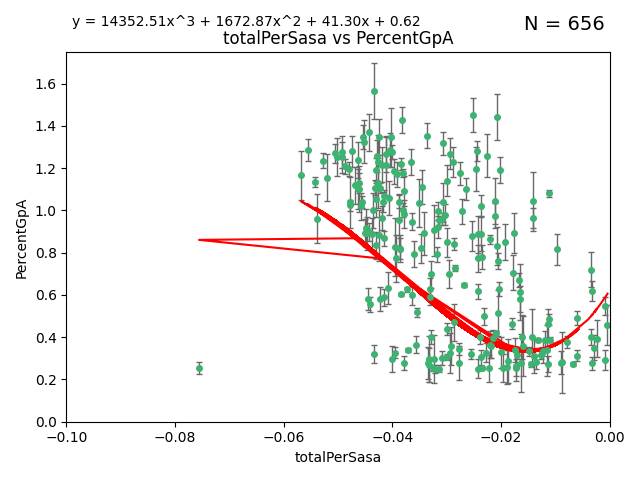 y = 14352.51x^3 + 1672.87x^2 + 41.30x + 0.62
N = 656
totalPerSasa vs PercentGpA
1.6
1.4
1.2
1.0
0.8
0.6
0.4
0.2
0.0
PercentGpA
−0.10 −0.08 −0.06 −0.04 −0.02 0.00
totalPerSasa